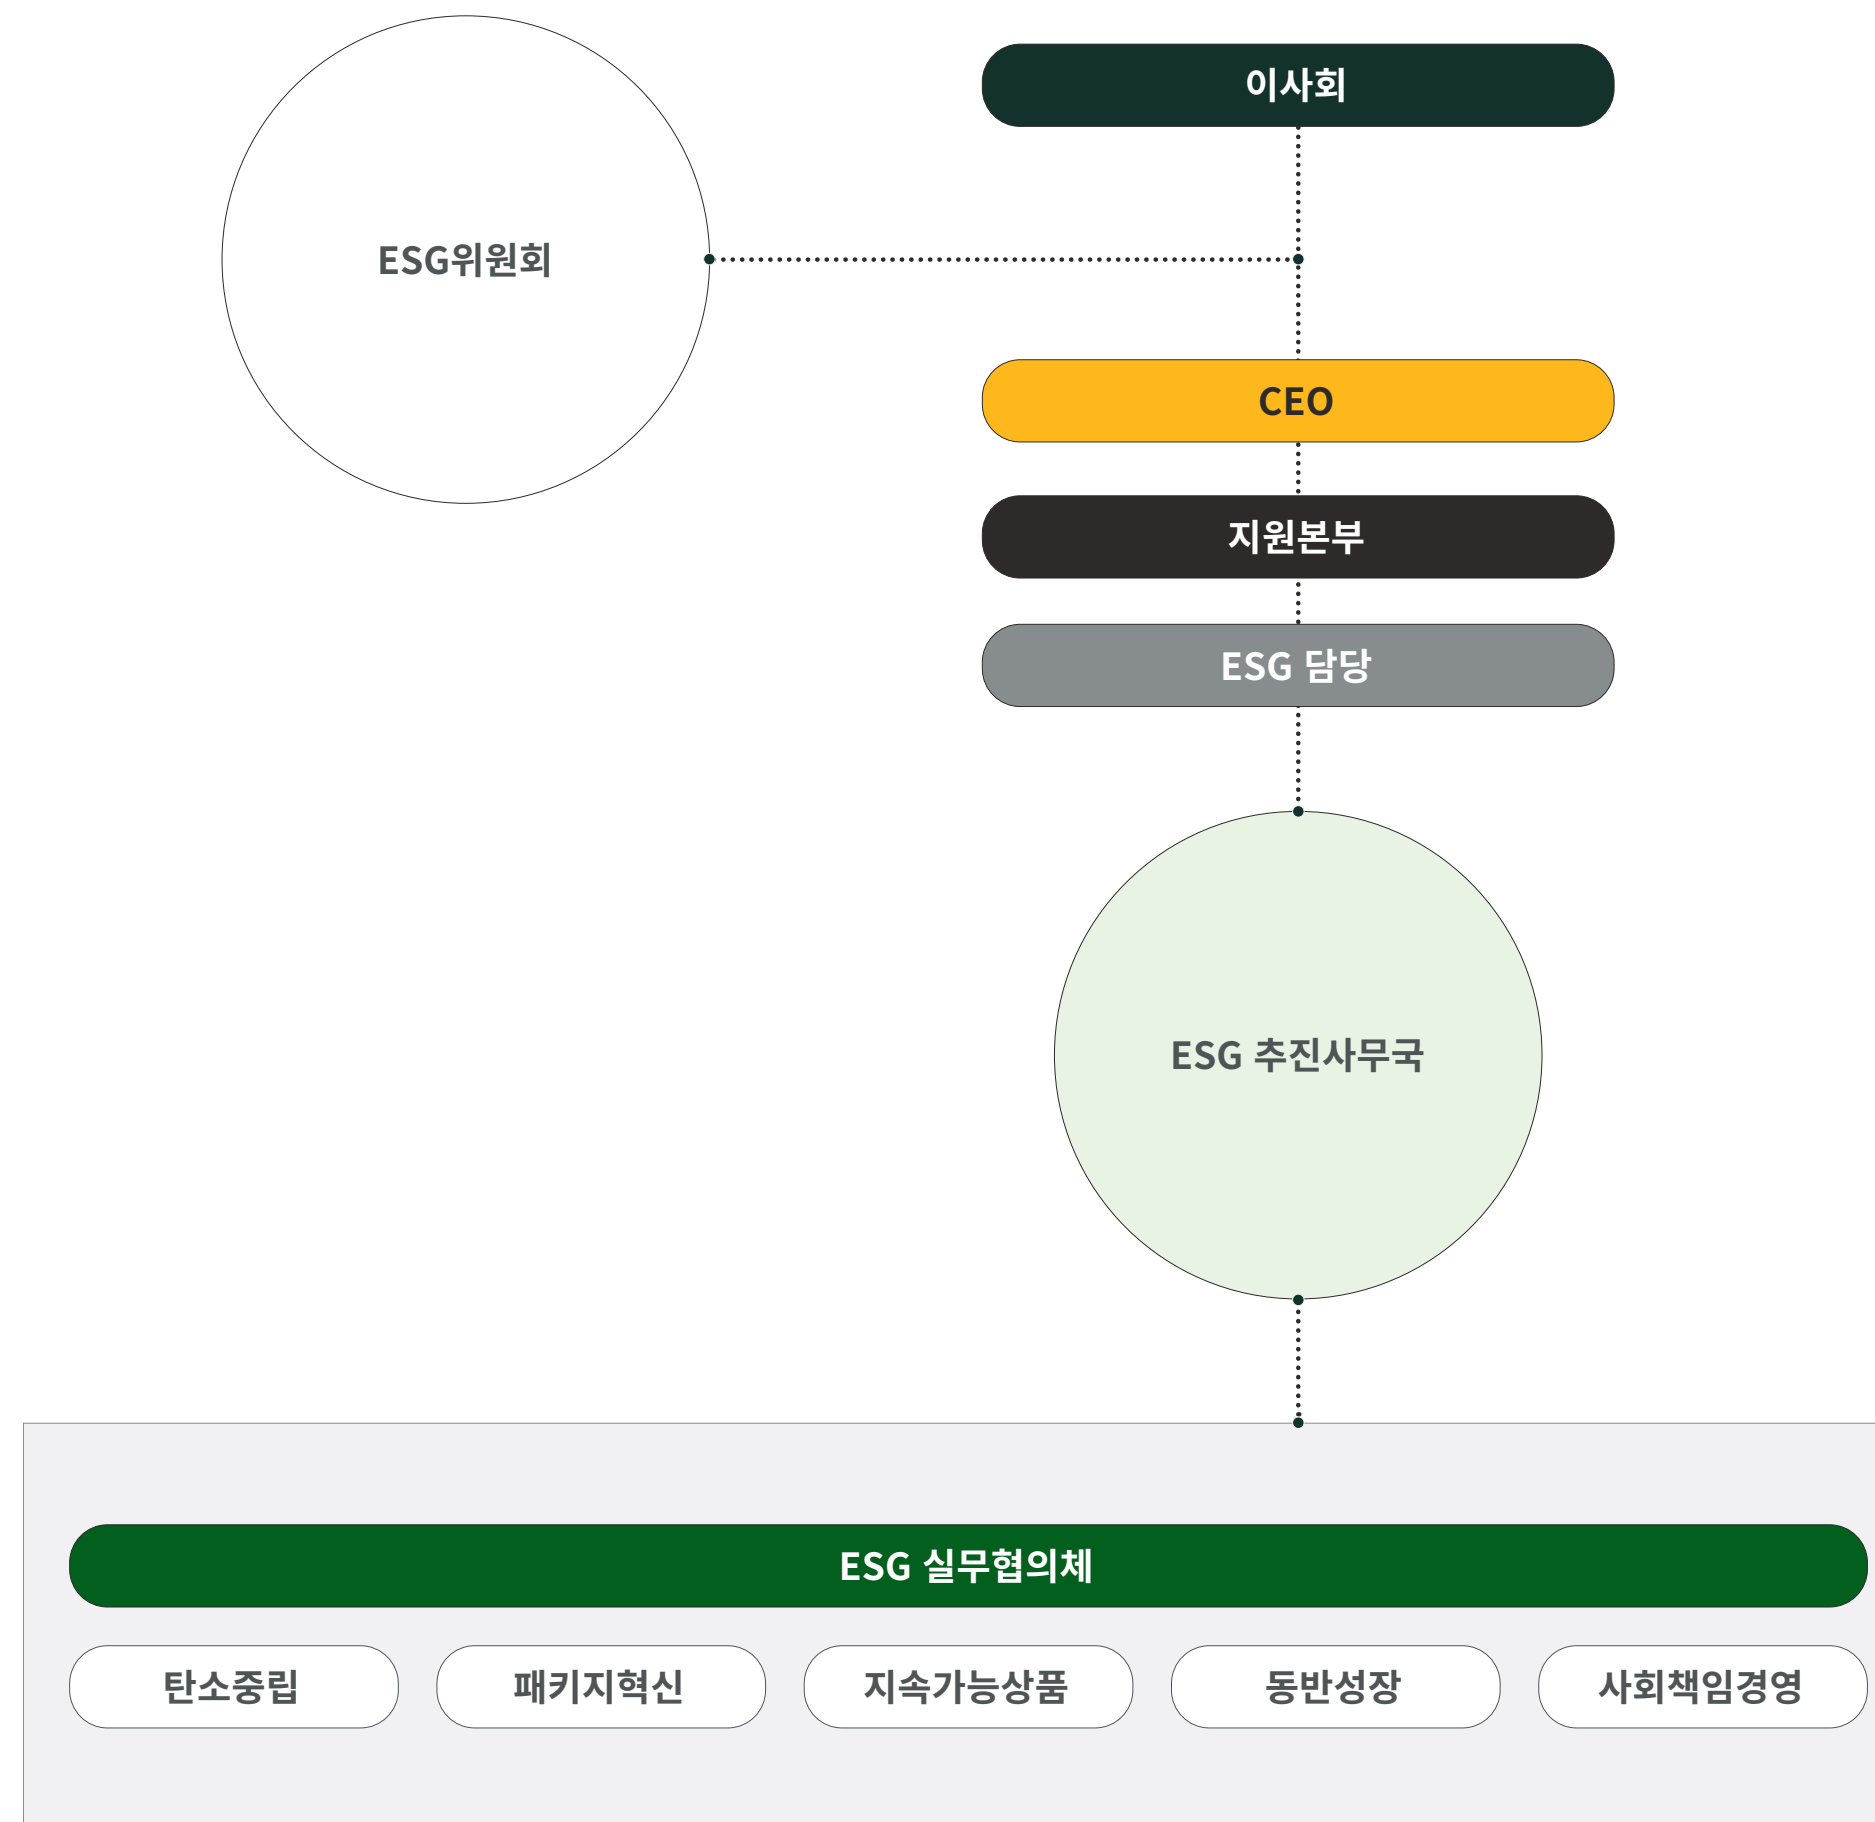 이사회
ESG위원회
CEO
지원본부
ESG 담당
ESG 추진사무국
ESG 실무협의체
탄소중립
패키지혁신
지속가능상품
동반성장
사회책임경영